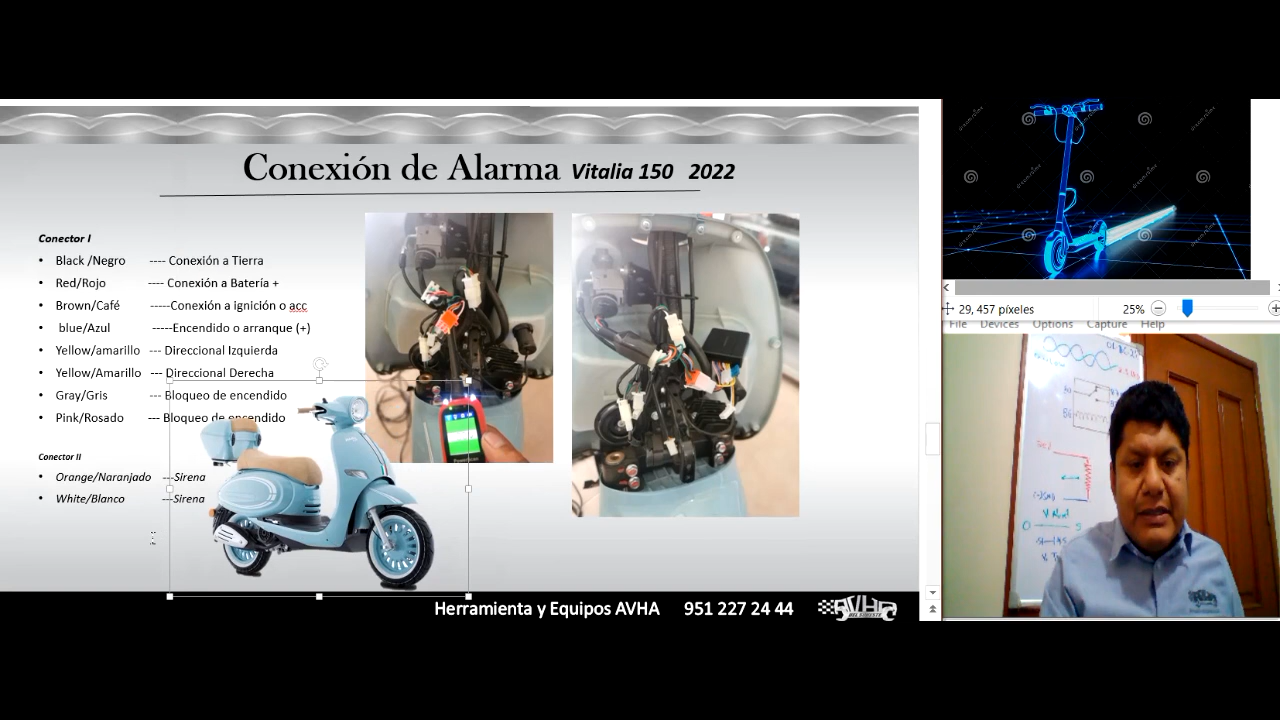 Conexión de Alarma Vitalia 150 2022
Conector I
• Black /Negro ---- Conexión a Tierra
• Red/Rojo ---- Conexión a Batería +
• Brown/Café -----Conexión a ignición o acc
• blue/Azul -----Encendido o arranque (+)
• Yellow/amarillo --- Direccional Izquierda
• Yellow/Amarillo --- Direccional Derecha
• Gray/Gris --- Bloqueo de encendido
• Pink/Rosado --- Bloqueo de encendido
Conector II
• Orange/Naranjado ---Sirena
• White/Blanco ---Sirena
Herramienta y Equipos AVHA 951 227 24 44
AVHA
DEL SURESTE
29, 457 píxeles
25%
File Devices Options Capture Help